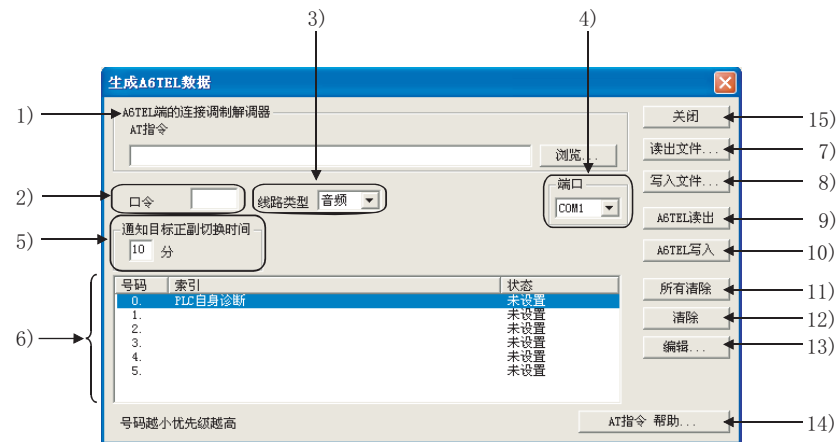 3)
4)
生成A6TEL数据
1)
A6TEL端的连接调制解调器
关闭
15)
AT指令
浏览...
读出文件...
7)
2)
口令
线路类型
音频
端口
COM1
写入文件...
8)
5)
通知目标正副切换时间
10 分
A6TEL读出
9)
A6TEL写入
10)
6)
号码 索引 状态
0. PLC自身诊断 未设置
1. 未设置
2. 未设置
3. 未设置
4. 未设置
5. 未设置
所有清除
11)
清除
12)
编辑...
13)
号码越小优先级越高
AT指令 帮助...
14)